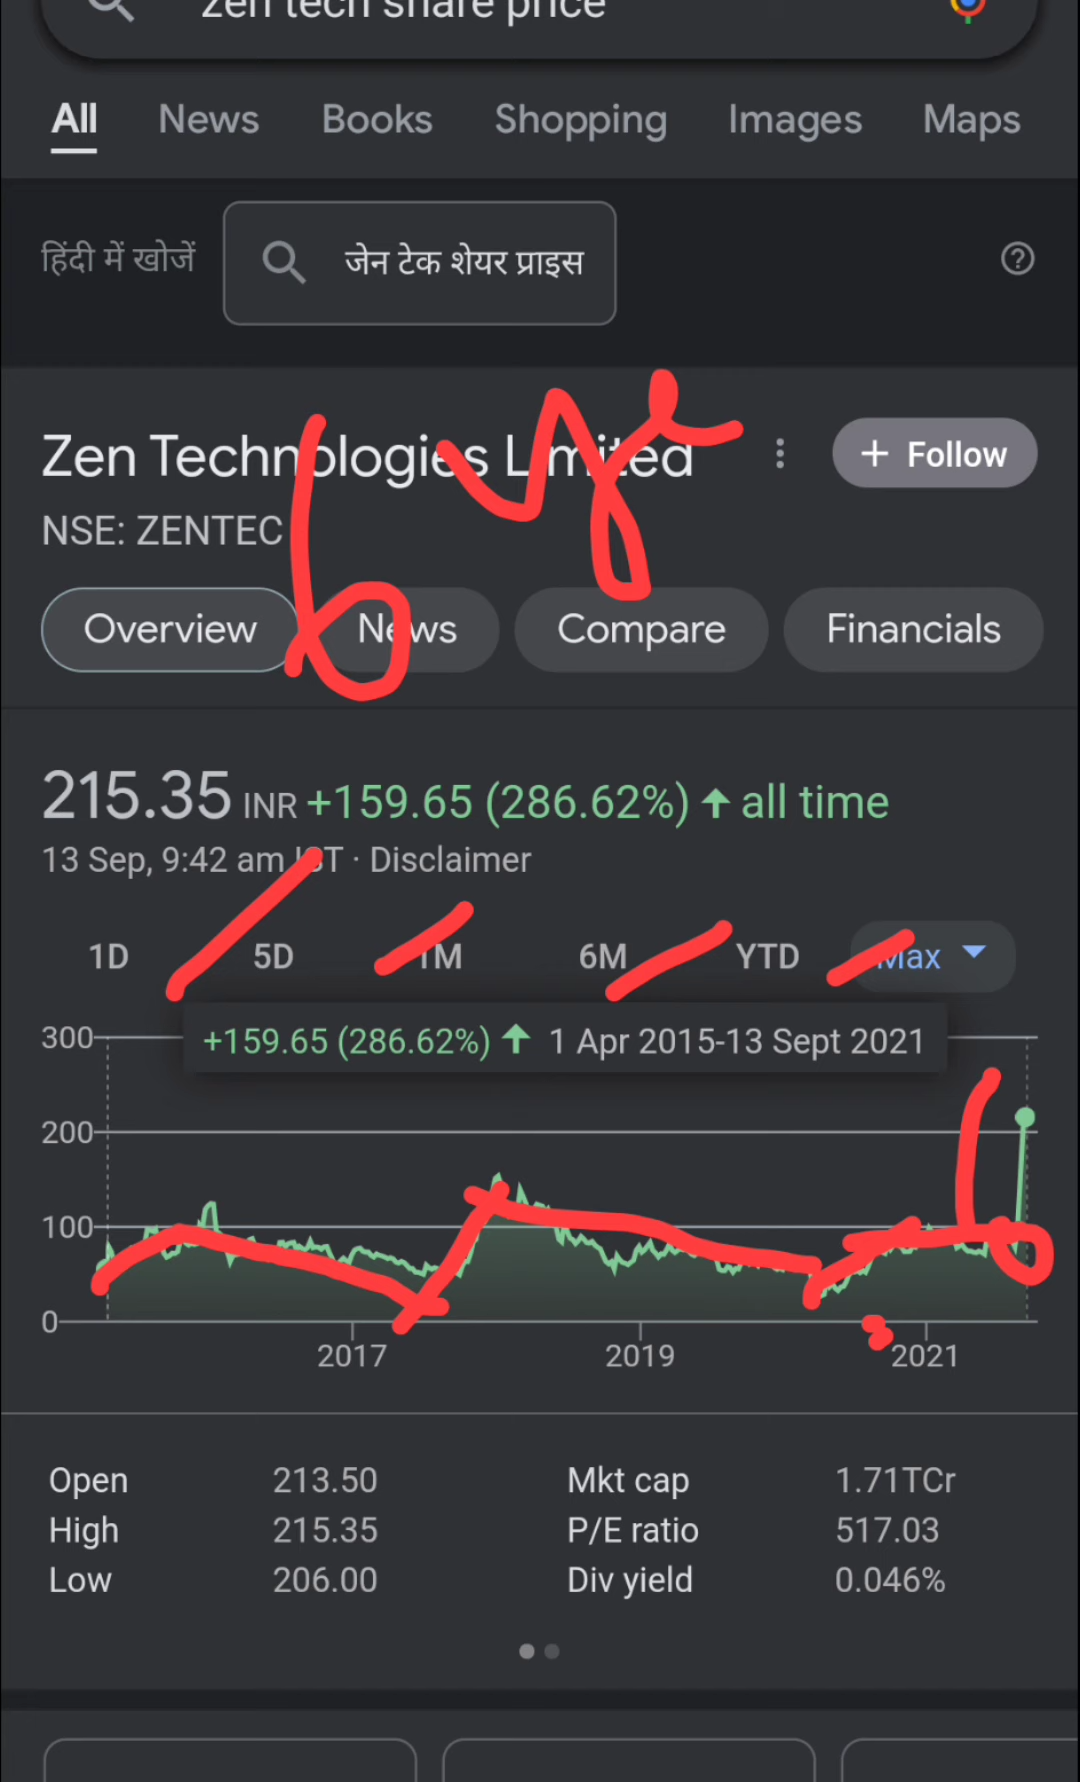 zen tech share price
All News Books Shopping Images Maps
हिंदी में खोजें जेन टेक शेयर प्राइस
Zen Technologies Limited + Follow
NSE: ZENTEC
6 ye
Overview News Compare Financials
215.35 INR +159.65 (286.62%) ↑ all time
13 Sep, 9:42 am IST · Disclaimer
1D 5D 1M 6M YTD Max
+159.65 (286.62%) ↑ 1 Apr 2015-13 Sept 2021
300
200
100
0
2017 2019 2021
Open 213.50 Mkt cap 1.71TCr
High 215.35 P/E ratio 517.03
Low 206.00 Div yield 0.046%